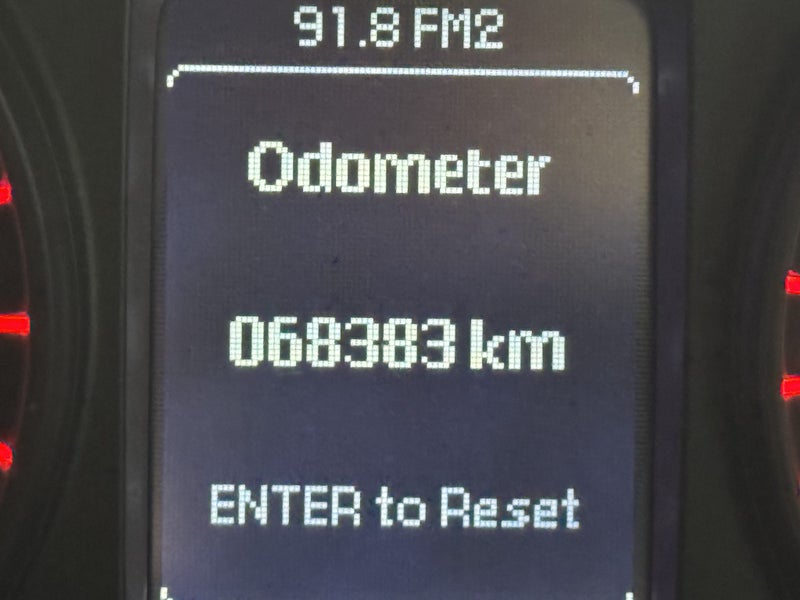 91.8 FM2
Odometer
068383 km
ENTER to Reset